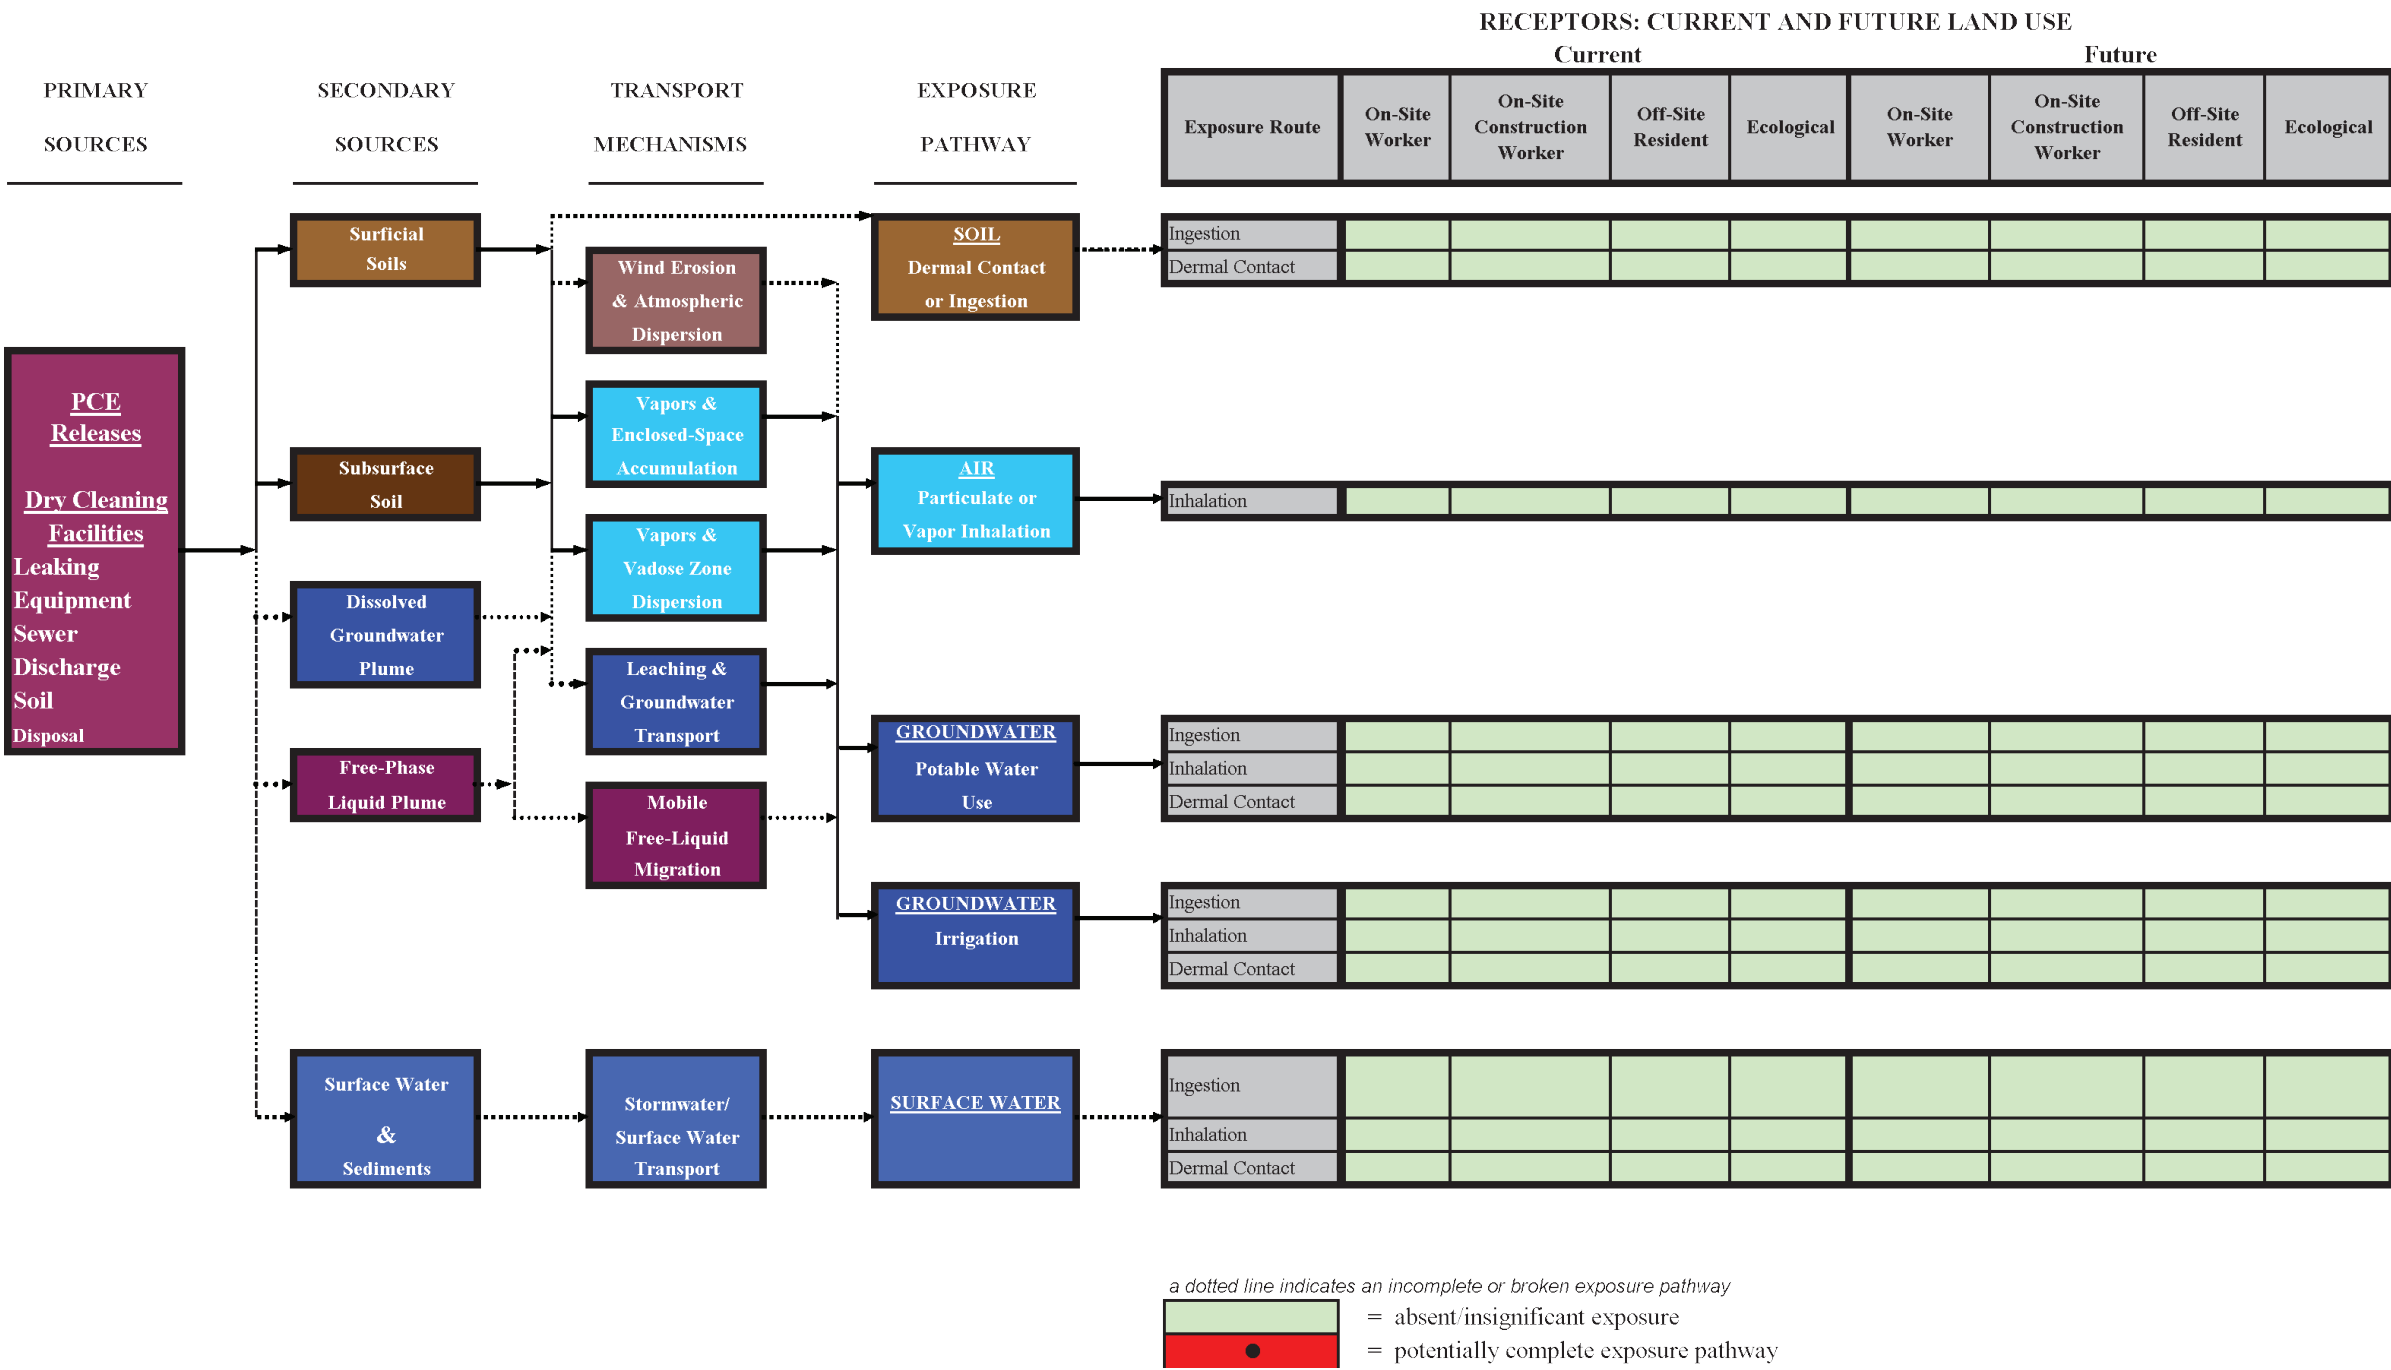 RECEPTORS: CURRENT AND FUTURE LAND USE
Current
Future
PRIMARY
SOURCES
SECONDARY
SOURCES
TRANSPORT
MECHANISMS
EXPOSURE
PATHWAY
Exposure Route
On-Site
Worker
On-Site
Construction
Worker
Off-Site
Resident
Ecological
On-Site
Worker
On-Site
Construction
Worker
Off-Site
Resident
Ecological
PCE
Releases
Dry Cleaning
Facilities
Leaking
Equipment
Sewer
Discharge
Soil
Disposal
Surficial
Soils
Subsurface
Soil
Dissolved
Groundwater
Plume
Free-Phase
Liquid Plume
Surface Water
&
Sediments
Wind Erosion
& Atmospheric
Dispersion
Vapors &
Enclosed-Space
Accumulation
Vapors &
Vadose Zone
Dispersion
Leaching &
Groundwater
Transport
Mobile
Free-Liquid
Migration
Stormwater/
Surface Water
Transport
SOIL
Dermal Contact
or Ingestion
AIR
Particulate or
Vapor Inhalation
GROUNDWATER
Potable Water
Use
GROUNDWATER
Irrigation
SURFACE WATER
Ingestion
Dermal Contact
Inhalation
Ingestion
Inhalation
Dermal Contact
Ingestion
Inhalation
Dermal Contact
Ingestion
Inhalation
Dermal Contact
a dotted line indicates an incomplete or broken exposure pathway
= absent/insignificant exposure
= potentially complete exposure pathway